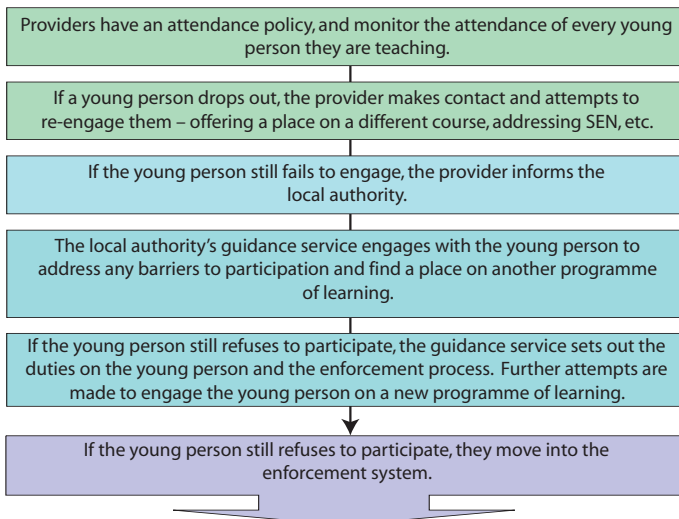 Providers have an attendance policy, and monitor the attendance of every young
person they are teaching.
If a young person drops out, the provider makes contact and attempts to
re-engage them – offering a place on a different course, addressing SEN, etc.
If the young person still fails to engage, the provider informs the
local authority.
The local authority’s guidance service engages with the young person to
address any barriers to participation and find a place on another programme
of learning.
If the young person still refuses to participate, the guidance service sets out the
duties on the young person and the enforcement process. Further attempts are
made to engage the young person on a new programme of learning.
If the young person still refuses to participate, they move into the
enforcement system.